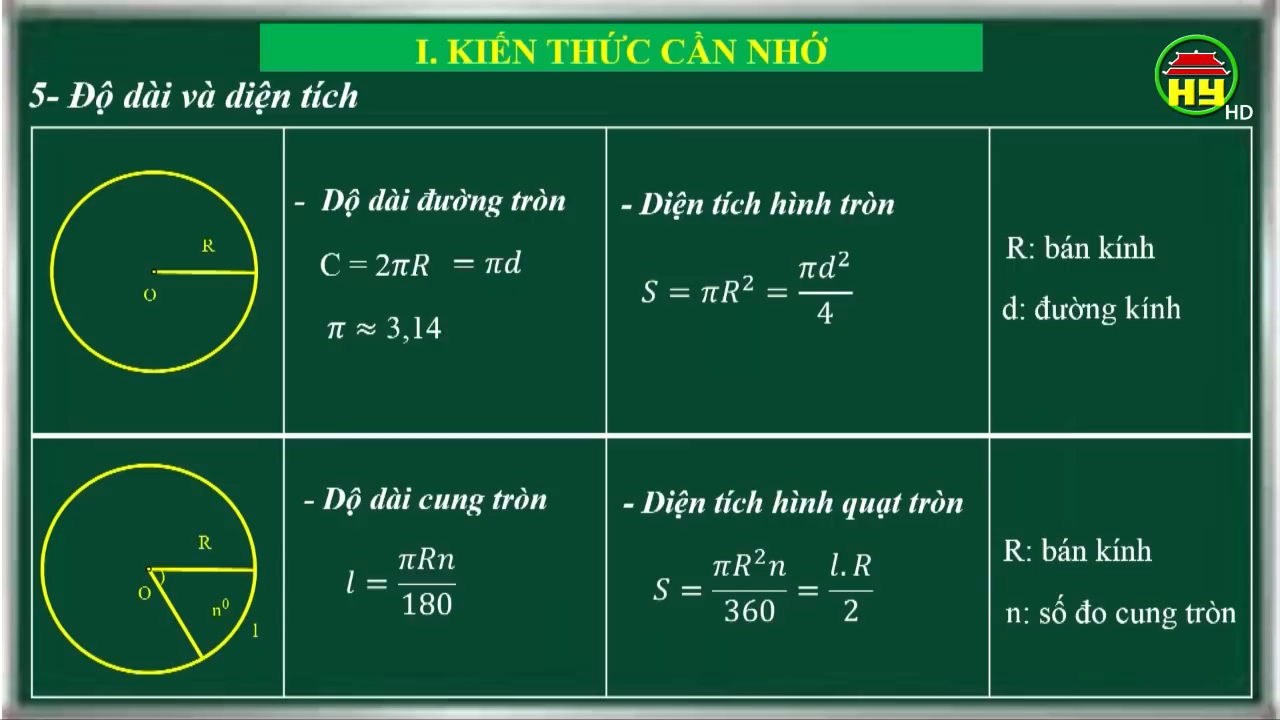 I. KIẾN THỨC CẦN NHỚ
HY
HD
5- Độ dài và diện tích
R
O
- Dộ dài đường tròn
C = 2πR = πd
π ≈ 3,14
- Diện tích hình tròn
S = πR² = πd²/4
R: bán kính
d: đường kính
R
O
n⁰
l
- Dộ dài cung tròn
l = πRn/180
- Diện tích hình quạt tròn
S = πR²n/360 = l.R/2
R: bán kính
n: số đo cung tròn